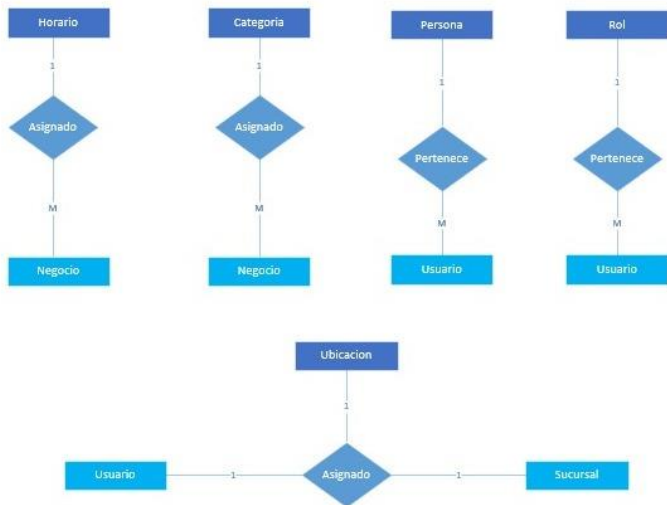 Horario
Categoria
Persona
Rol
1
1
1
1
Asignado
Asignado
Pertenece
Pertenece
M
M
M
M
Negocio
Negocio
Usuario
Usuario
Ubicacion
1
Usuario
1
Asignado
1
Sucursal